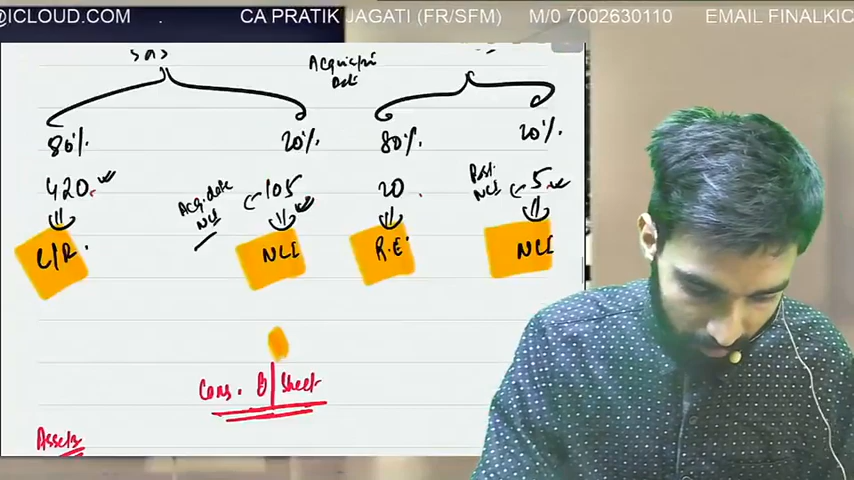 @ICLOUD.COM . CA PRATIK JAGATI (FR/SFM) M/0 7002630110 EMAIL FINALKIC
Date
80% 20% 80% 20%
420 Acq. date NCI 105 20 Post NCI 5
C/R NCI R.E NCI
Cons. B/Sheet
Assets